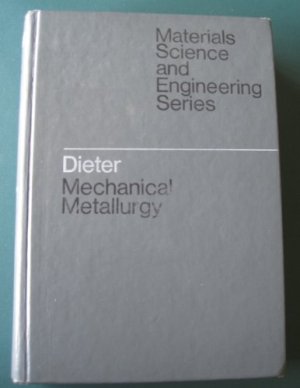 Materials
Science
and
Engineering
Series
Dieter
Mechanical
Metallurgy